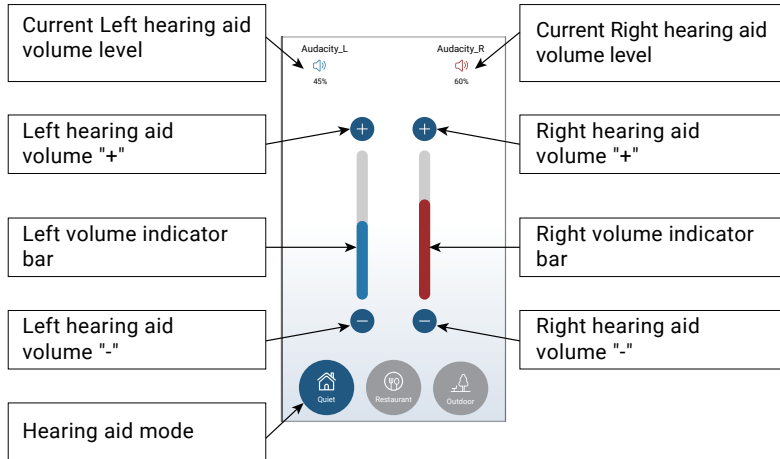 Current Left hearing aid
volume level
Audacity_L
45%
Audacity_R
60%
Current Right hearing aid
volume level
Left hearing aid
volume "+"
Right hearing aid
volume "+"
Left volume indicator
bar
Right volume indicator
bar
Left hearing aid
volume "-"
Right hearing aid
volume "-"
Quiet
Restaurant
Outdoor
Hearing aid mode